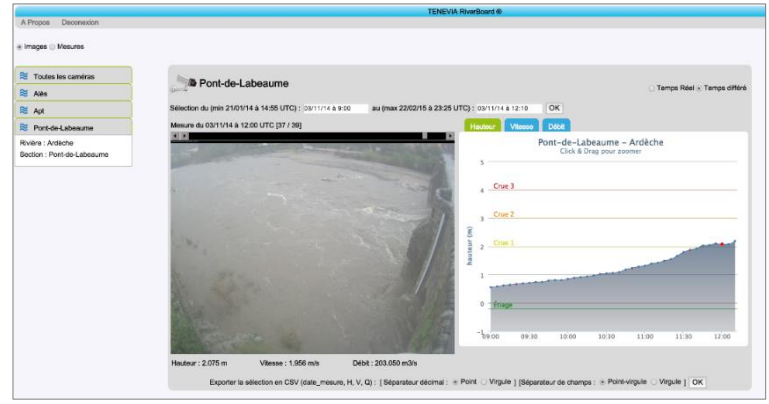 TENEVIA RiverBoard ®
A Propos Deconexion
Images Mesures
Toutes les caméras
Alès
Apt
Pont-de-Labeaume
Rivière : Ardèche
Section : Pont-de-Labeaume
Pont-de-Labeaume
Temps Réel Temps différé
Sélection du (min 21/01/14 à 14:55 UTC) : 03/11/14 à 9:00 au (max 22/02/15 à 23:25 UTC) : 03/11/14 à 12:10 OK
Mesure du 03/11/14 à 12:00 UTC [37 / 39]
Hauteur Vitesse Débit
Pont-de-Labeaume - Ardèche
Click & Drag pour zoomer
hauteur (m)
5
4
Crue 3
3
Crue 2
2
Crue 1
1
0
Étiage
-1
09:00 09:30 10:00 10:30 11:00 11:30 12:00
Hauteur : 2.075 m Vitesse : 1.956 m/s Débit : 203.050 m3/s
Exporter la sélection en CSV (date_mesure, H, V, Q) : [ Séparateur décimal : Point Virgule ] [Séparateur de champs : Point-virgule Virgule ] OK